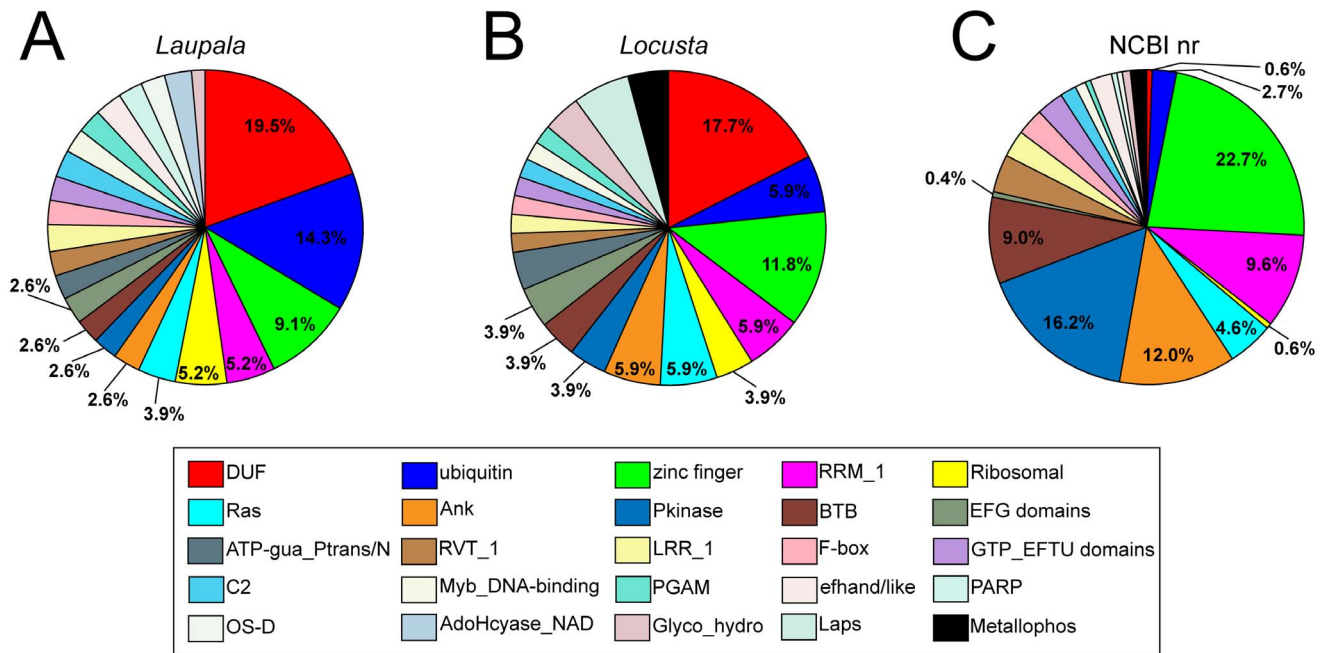 A
Laupala
19.5%
14.3%
9.1%
5.2%
5.2%
3.9%
2.6%
2.6%
2.6%
2.6%
B
Locusta
17.7%
5.9%
11.8%
5.9%
3.9%
5.9%
5.9%
3.9%
3.9%
3.9%
C
NCBI nr
0.6%
2.7%
22.7%
9.6%
0.6%
4.6%
12.0%
16.2%
9.0%
0.4%
DUF ubiquitin zinc finger RRM_1 Ribosomal
Ras Ank Pkinase BTB EFG domains
ATP-gua_Ptrans/N RVT_1 LRR_1 F-box GTP_EFTU domains
C2 Myb_DNA-binding PGAM efhand/like PARP
OS-D AdoHcyase_NAD Glyco_hydro Laps Metallophos